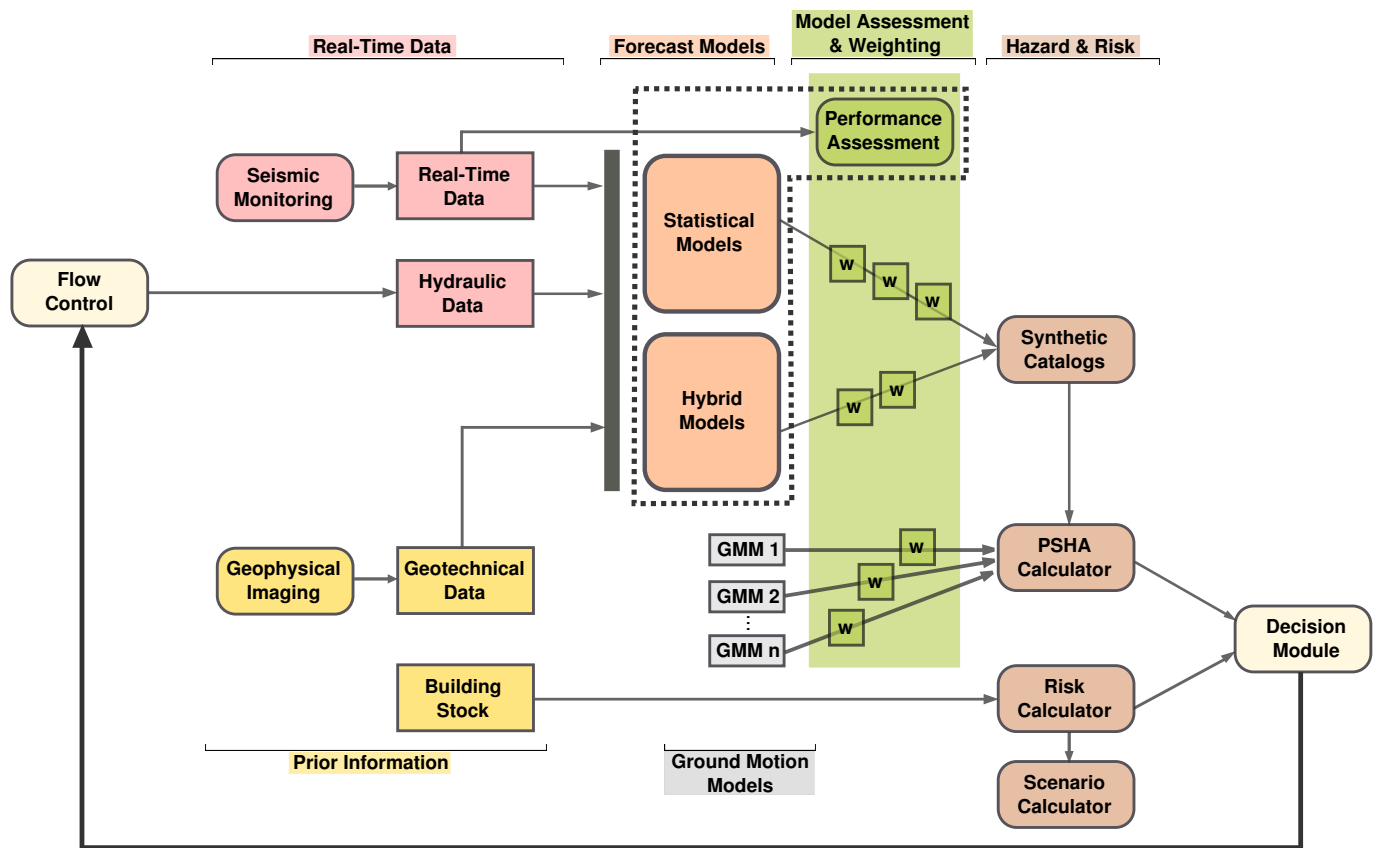 Real-Time Data
Forecast Models
Model Assessment
& Weighting
Hazard & Risk
Performance
Assessment
Seismic
Monitoring
Real-Time
Data
Statistical
Models
Flow
Control
Hydraulic
Data
w
w
w
Synthetic
Catalogs
Hybrid
Models
w
w
Geophysical
Imaging
Geotechnical
Data
GMM 1
GMM 2
GMM n
w
w
w
PSHA
Calculator
Decision
Module
Building
Stock
Risk
Calculator
Prior Information
Ground Motion
Models
Scenario
Calculator